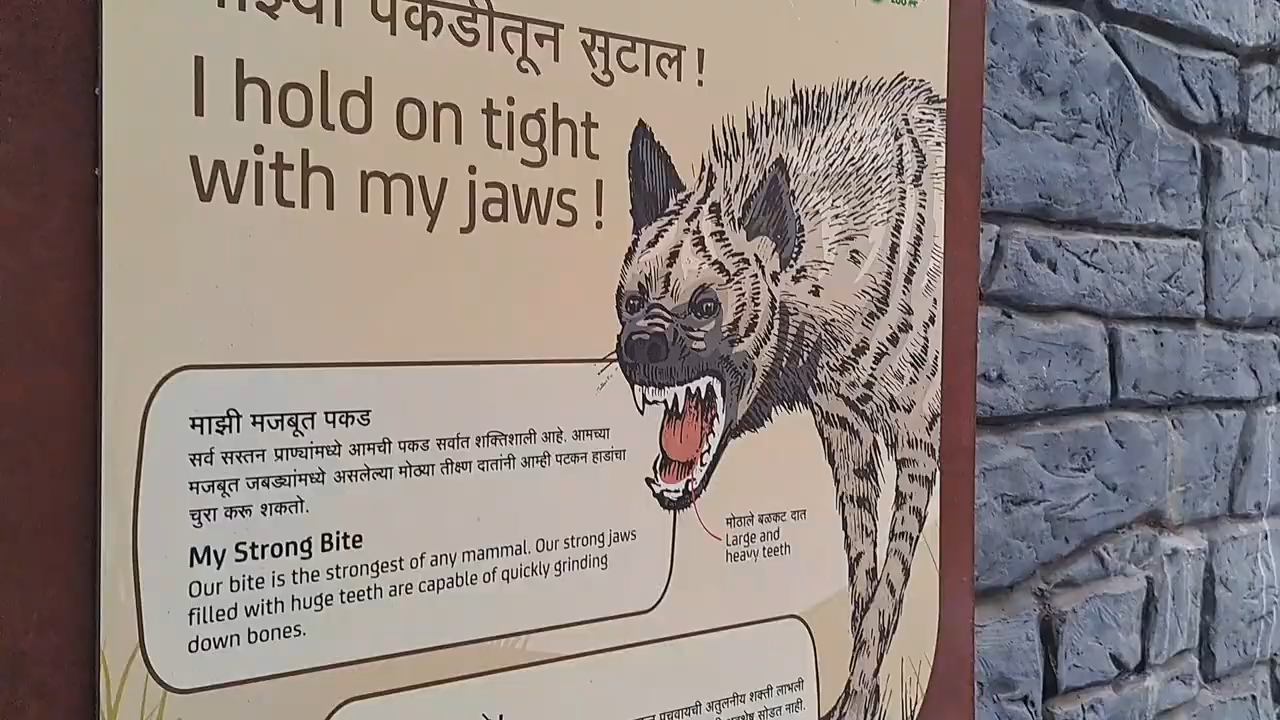 पकडीतून सुटाल !
I hold on tight
with my jaws !
माझी मजबूत पकड
सर्व सस्तन प्राण्यांमध्ये आमची पकड सर्वात शक्तिशाली आहे. आमच्या
मजबूत जबड्यांमध्ये असलेल्या मोठ्या तीक्ष्ण दातांनी आम्ही पटकन हाडांचा
चुरा करू शकतो.
My Strong Bite
Our bite is the strongest of any mammal. Our strong jaws
filled with huge teeth are capable of quickly grinding
down bones.
मोठाले बळकट दात
Large and
heavy teeth
पचवायची अतुलनीय शक्ती लाभली
सोडत नाही.